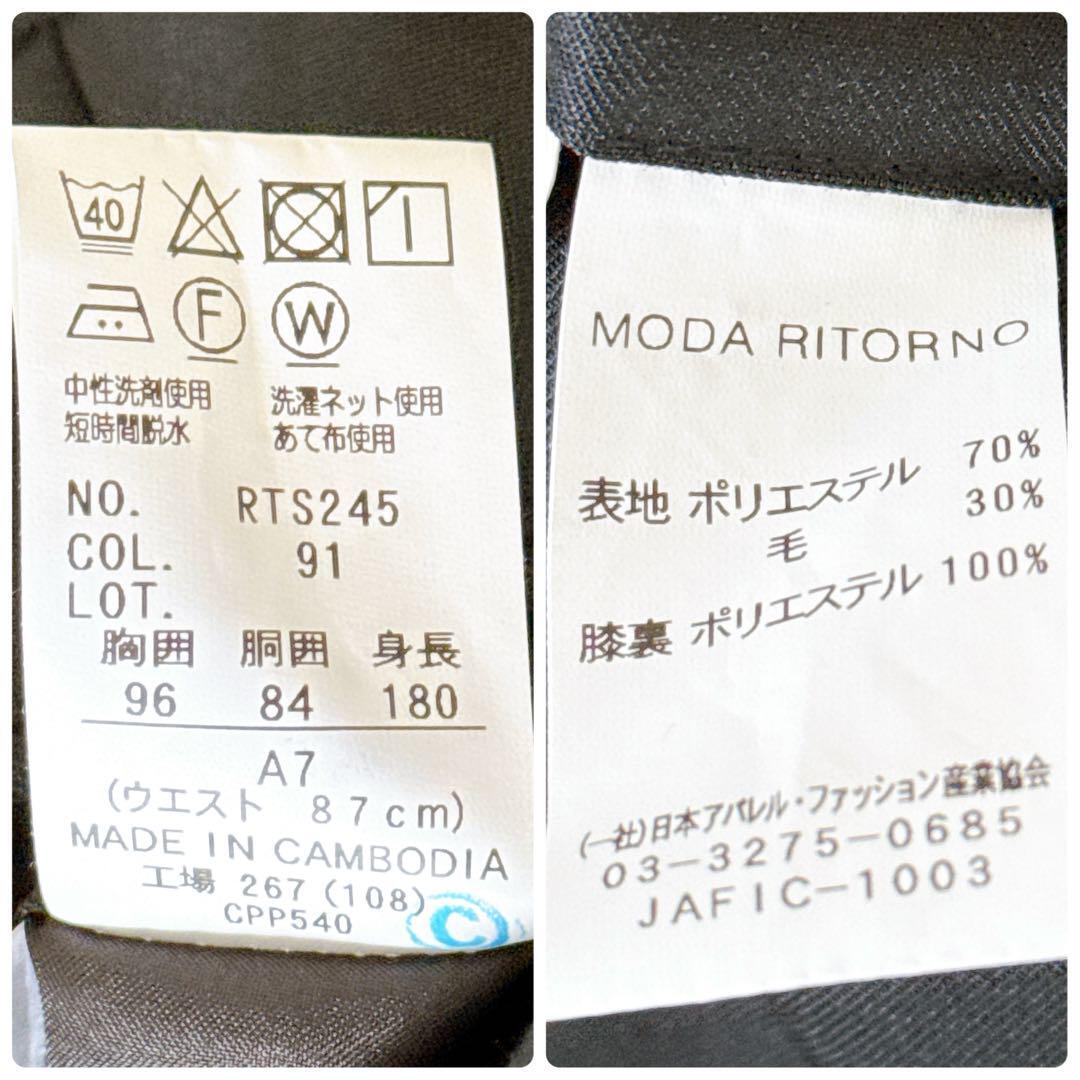 40
F W
中性洗剤使用 洗濯ネット使用
短時間脱水 あて布使用
NO. RTS245
COL. 91
LOT.
胸囲 胴囲 身長
96 84 180
A7
(ウエスト 87cm)
MADE IN CAMBODIA
工場 267 (108)
CPP540
C
MODA RITORNO
表地 ポリエステル 70%
毛 30%
膝裏 ポリエステル 100%
(一社)日本アパレル・ファッション産業協会
03-3275-0685
JAFIC-1003